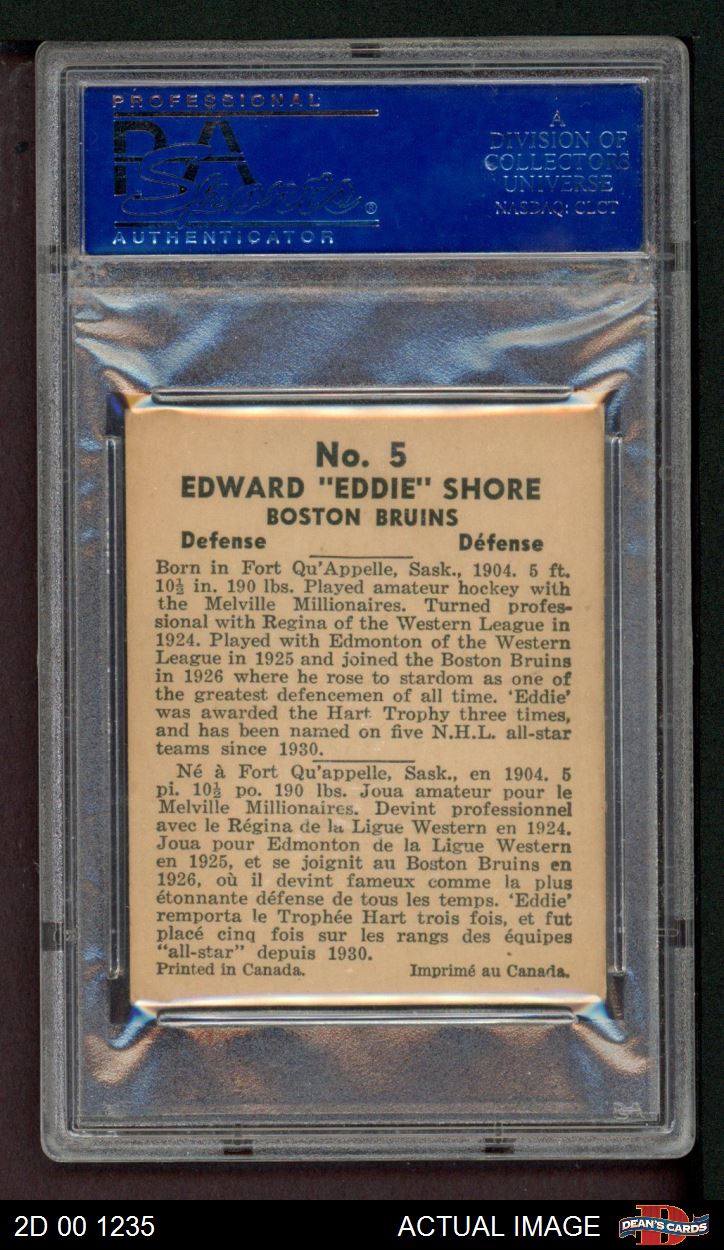 PROFESSIONAL
PSA
Sports®
AUTHENTICATOR
A
DIVISION OF
COLLECTORS
UNIVERSE
NASDAQ: CLCT
No. 5
EDWARD "EDDIE" SHORE
BOSTON BRUINS
Defense Défense
Born in Fort Qu'Appelle, Sask., 1904. 5 ft.
10½ in. 190 lbs. Played amateur hockey with
the Melville Millionaires. Turned profes-
sional with Regina of the Western League in
1924. Played with Edmonton of the Western
League in 1925 and joined the Boston Bruins
in 1926 where he rose to stardom as one of
the greatest defencemen of all time. 'Eddie'
was awarded the Hart Trophy three times,
and has been named on five N.H.L. all-star
teams since 1930.
Né à Fort Qu'appelle, Sask., en 1904. 5
pi. 10½ po. 190 lbs. Joua amateur pour le
Melville Millionaires. Devint professionnel
avec le Régina de la Ligue Western en 1924.
Joua pour Edmonton de la Ligue Western
en 1925, et se joignit au Boston Bruins en
1926, où il devint fameux comme la plus
étonnante défense de tous les temps. 'Eddie'
remporta le Trophée Hart trois fois, et fut
placé cinq fois sur les rangs des équipes
"all-star" depuis 1930.
Printed in Canada. Imprimé au Canada.
PSA
2D 00 1235 ACTUAL IMAGE DEAN'S CARDS